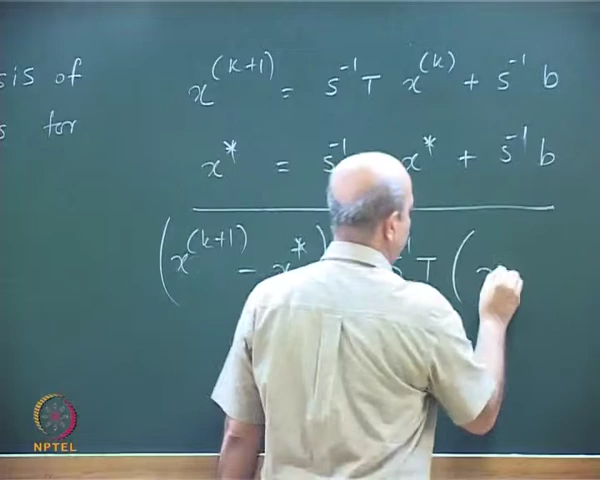 sis of
x^(k+1) = s^-1 T x^(k) + s^-1 b
s for
x* = s^-1 x* + s^-1 b
(x^(k+1) - x*) T (x
NPTEL